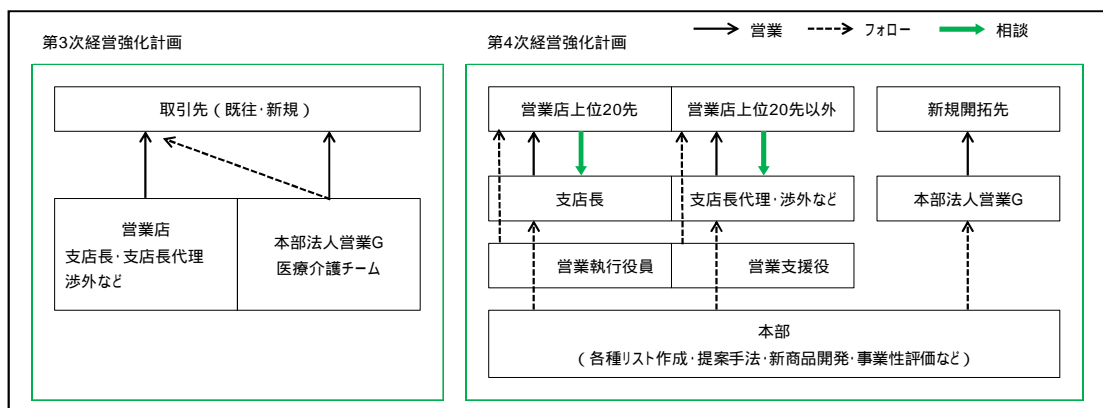 第3次経営強化計画
第4次経営強化計画
営業
フォロー
相談
取引先(既往・新規)
営業店
支店長・支店長代理
渉外など
本部法人営業G
医療介護チーム
営業店上位20先
営業店上位20先以外
新規開拓先
支店長
支店長代理・渉外など
本部法人営業G
営業執行役員
営業支援役
本部
(各種リスト作成・提案手法・新商品開発・事業性評価など)